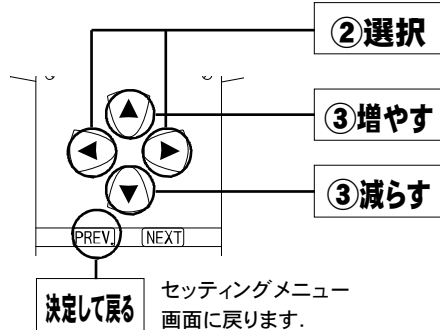 ②選択
③増やす
③減らす
PREV.
NEXT
決定して戻る
セッティングメニュー
画面に戻ります.